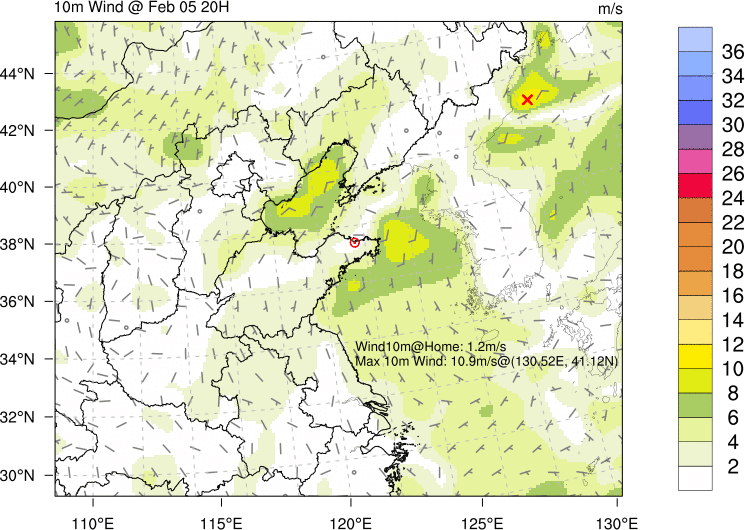 10m Wind @ Feb 05 20H
m/s
44°N
42°N
40°N
38°N
36°N
34°N
32°N
30°N
110°E
115°E
120°E
125°E
130°E
Wind10m@Home: 1.2m/s
Max 10m Wind: 10.9m/s@(130.52E, 41.12N)
36
34
32
30
28
26
24
22
20
18
16
14
12
10
8
6
4
2